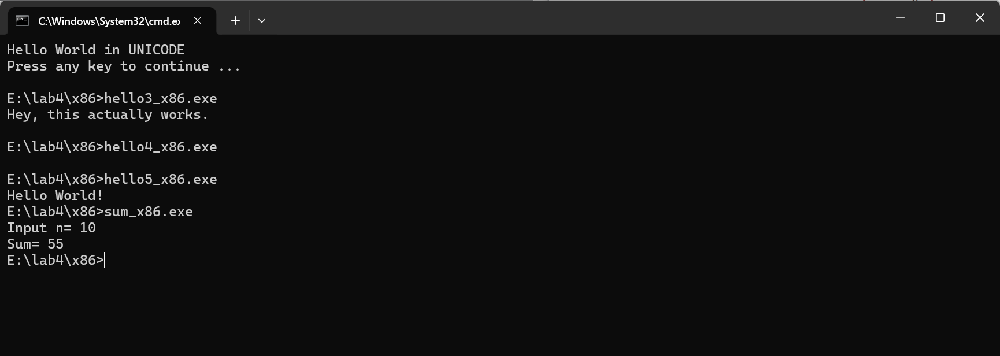 C:\Windows\System32\cmd.ex
Hello World in UNICODE
Press any key to continue ...
E:\lab4\x86>hello3_x86.exe
Hey, this actually works.
E:\lab4\x86>hello4_x86.exe
E:\lab4\x86>hello5_x86.exe
Hello World!
E:\lab4\x86>sum_x86.exe
Input n= 10
Sum= 55
E:\lab4\x86>